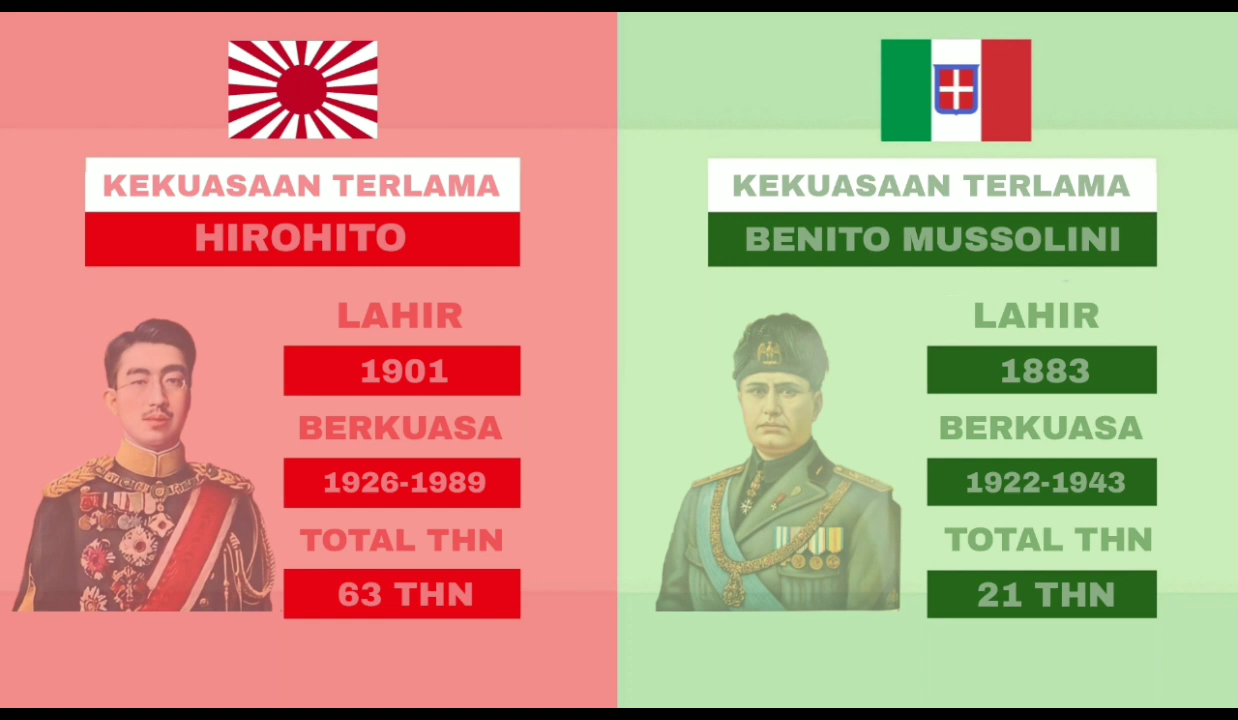 KEKUASAAN TERLAMA
HIROHITO
LAHIR
1901
BERKUASA
1926-1989
TOTAL THN
63 THN
KEKUASAAN TERLAMA
BENITO MUSSOLINI
LAHIR
1883
BERKUASA
1922-1943
TOTAL THN
21 THN